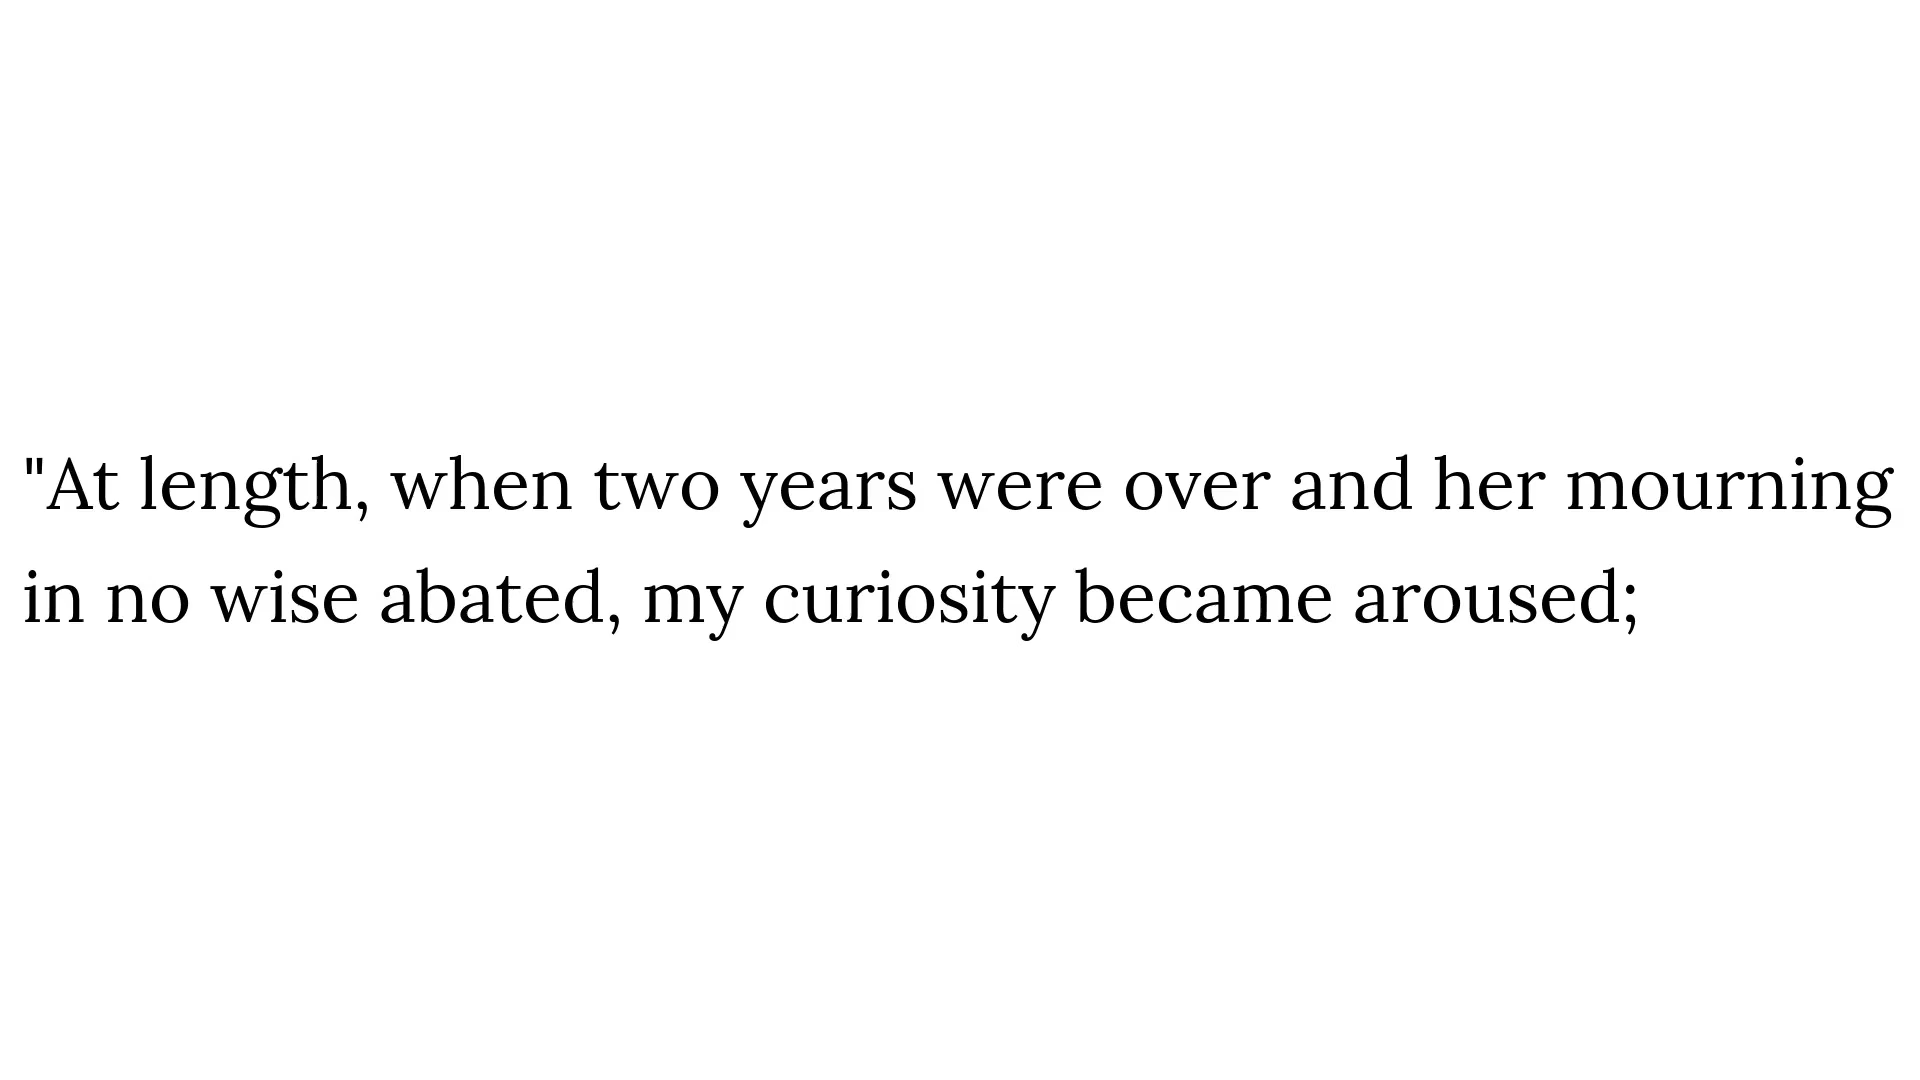 "At length, when two years were over and her mourning
in no wise abated, my curiosity became aroused;